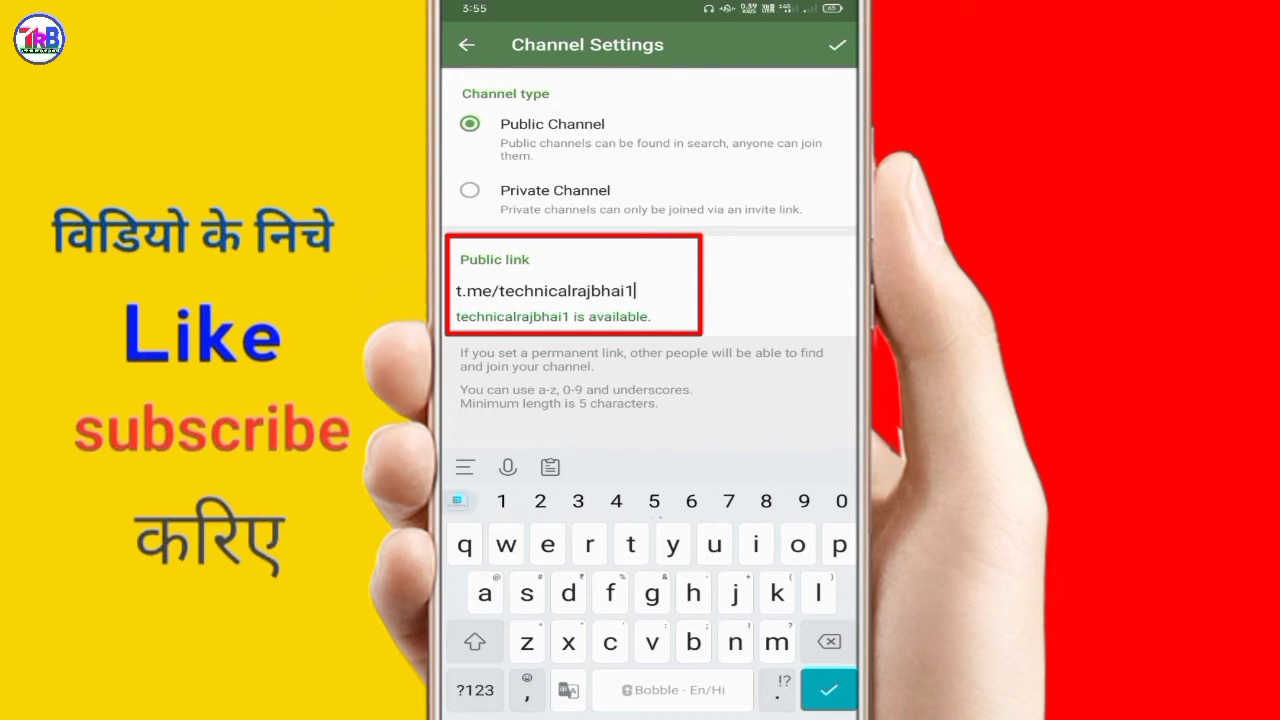 7RB
विडियो के निचे
Like
subscribe
करिए
3:55
65
Channel Settings
Channel type
Public Channel
Public channels can be found in search, anyone can join
them.
Private Channel
Private channels can only be joined via an invite link.
Public link
t.me/technicalrajbhai1
technicalrajbhai1 is available.
If you set a permanent link, other people will be able to find
and join your channel.
You can use a-z, 0-9 and underscores.
Minimum length is 5 characters.
1 2 3 4 5 6 7 8 9 0
q w e r t y u i o p
a s d f g h j k l
z x c v b n m
?123 , Bobble - En/Hi !? .